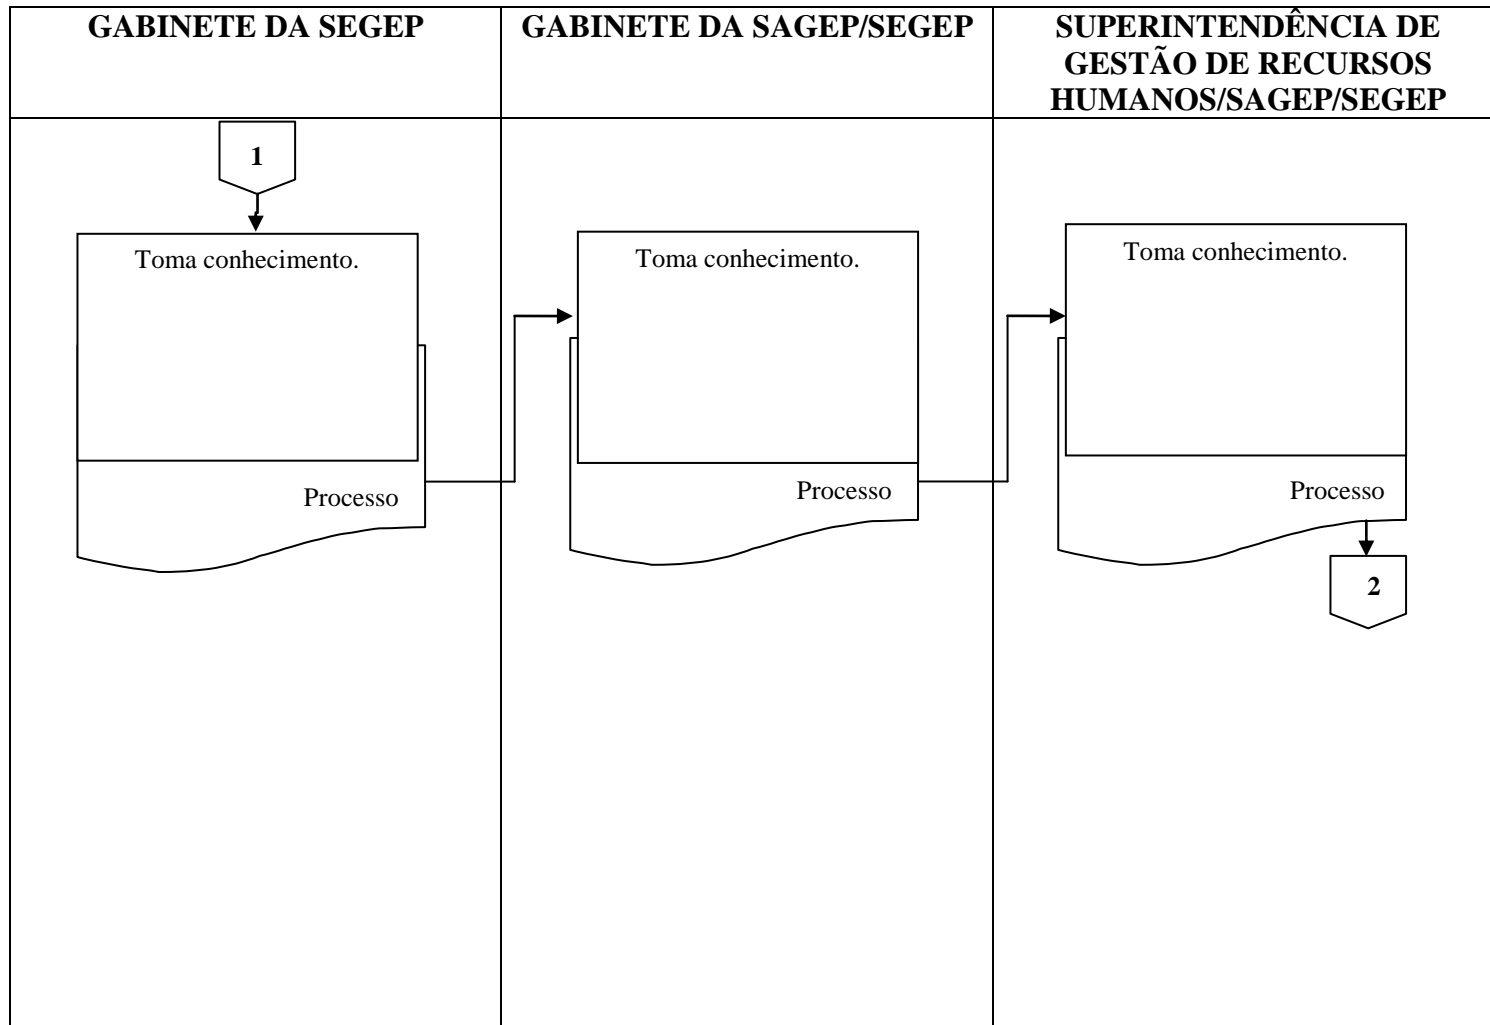 GABINETE DA SEGEP
GABINETE DA SAGEP/SEGEP
SUPERINTENDÊNCIA DE
GESTÃO DE RECURSOS
HUMANOS/SAGEP/SEGEP
1
Toma conhecimento.
Processo
Toma conhecimento.
Processo
Toma conhecimento.
Processo
2